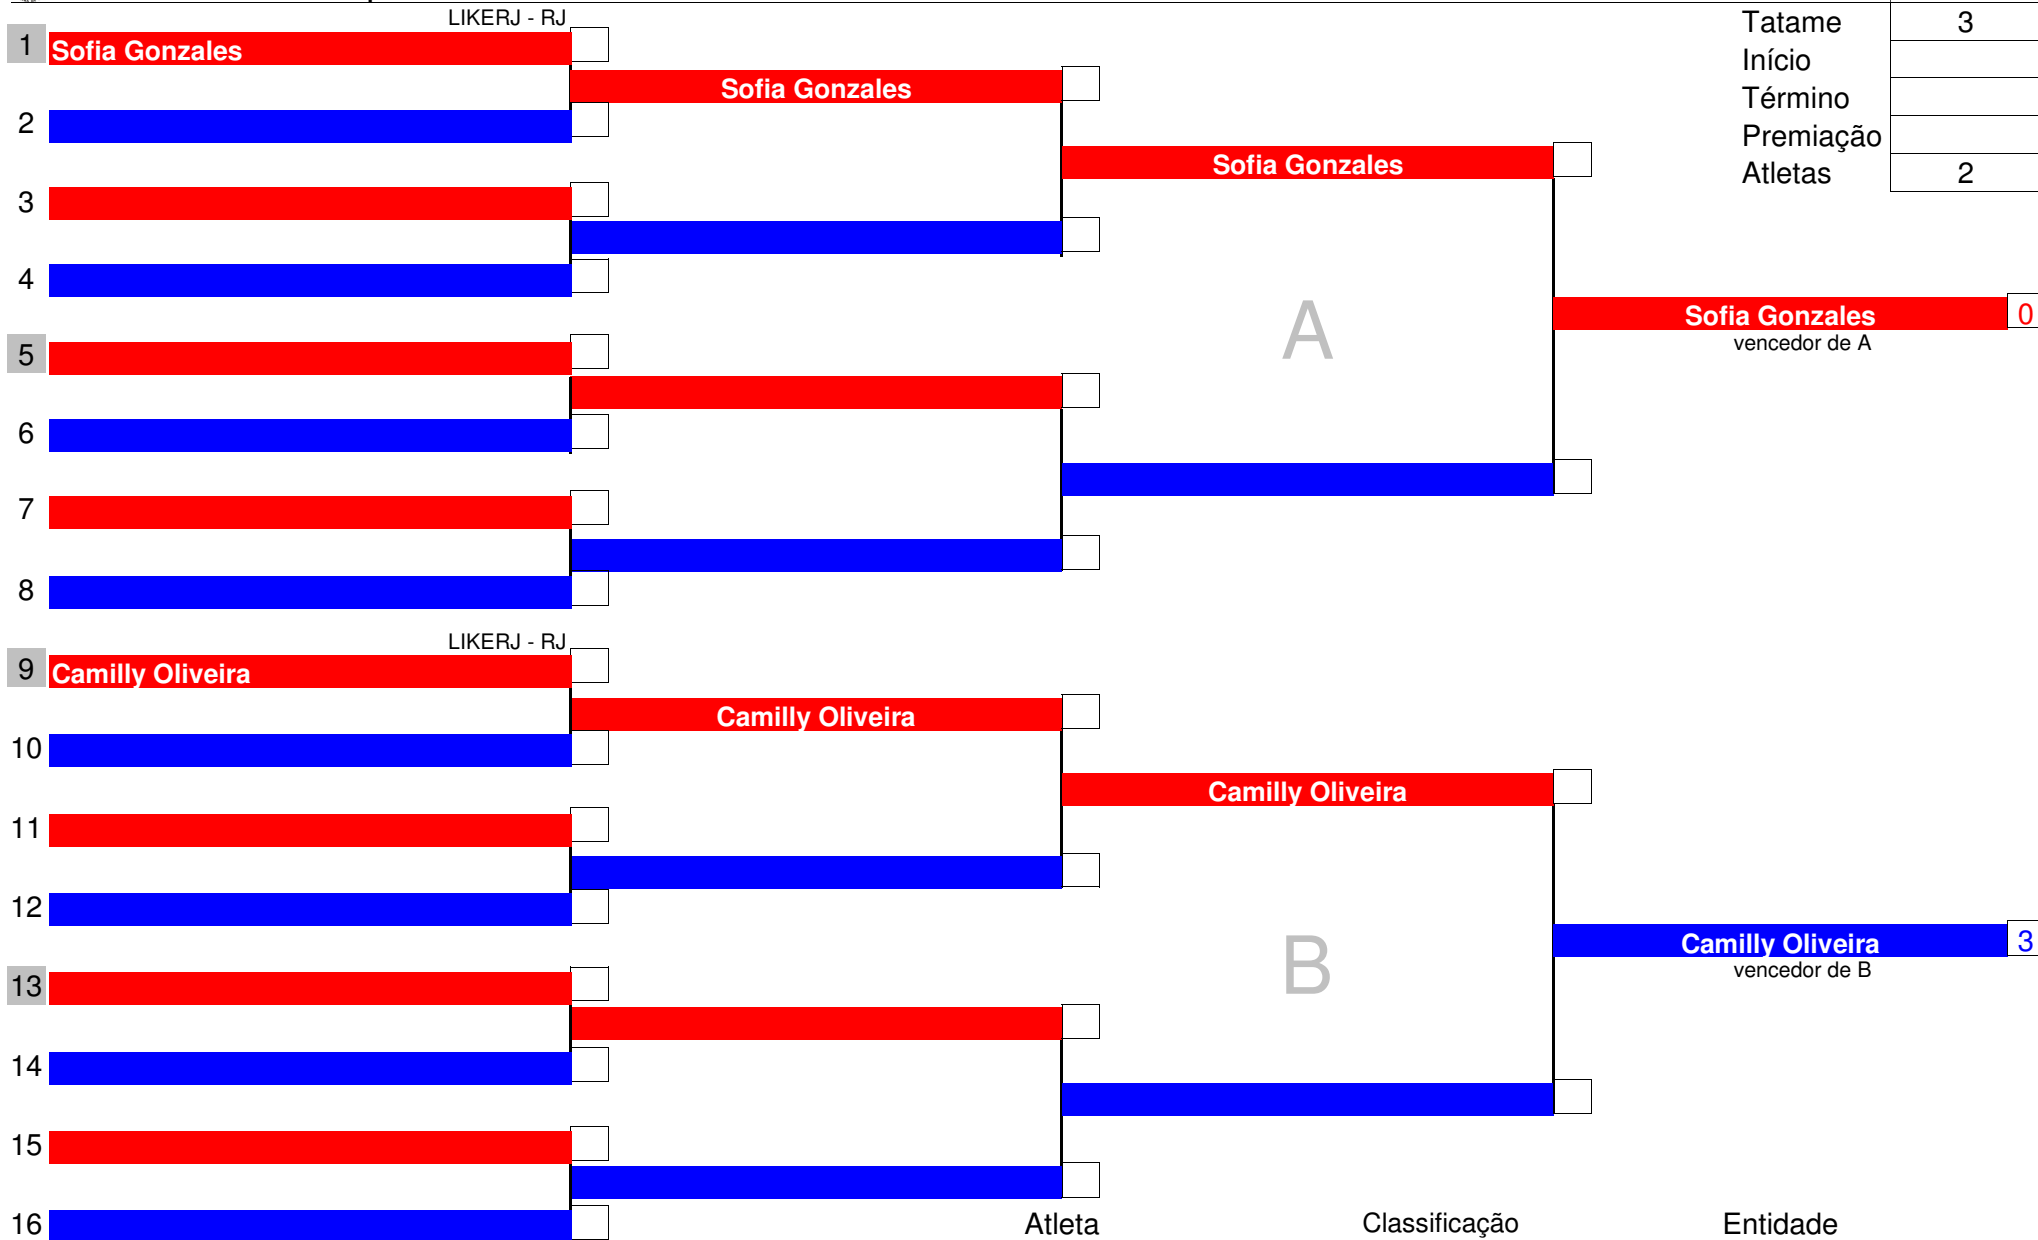 LIKERJ - RJ
Tatame 3
1 Sofia Gonzales
Início
Sofia Gonzales
Término
2
Premiação
Sofia Gonzales
Atletas 2
3
4
Sofia Gonzales 0
A
vencedor de A
5
6
7
8
LIKERJ - RJ
9 Camilly Oliveira
Camilly Oliveira
10
Camilly Oliveira
11
12
Camilly Oliveira 3
B
vencedor de B
13
14
15
16
Atleta Classificação Entidade